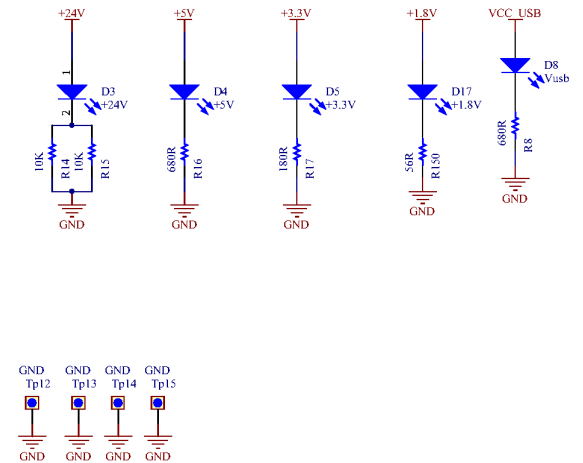 +24V
+5V
+3.3V
+1.8V
VCC_USB
1
D3
+24V
2
D4
+5V
D5
+3.3V
D17
+1.8V
D8
Vusb
10K
R14
10K
R15
680R
R16
180R
R17
56R
R150
680R
R8
GND
GND
GND
GND
GND
GND
Tp12
GND
Tp13
GND
Tp14
GND
Tp15
GND
GND
GND
GND